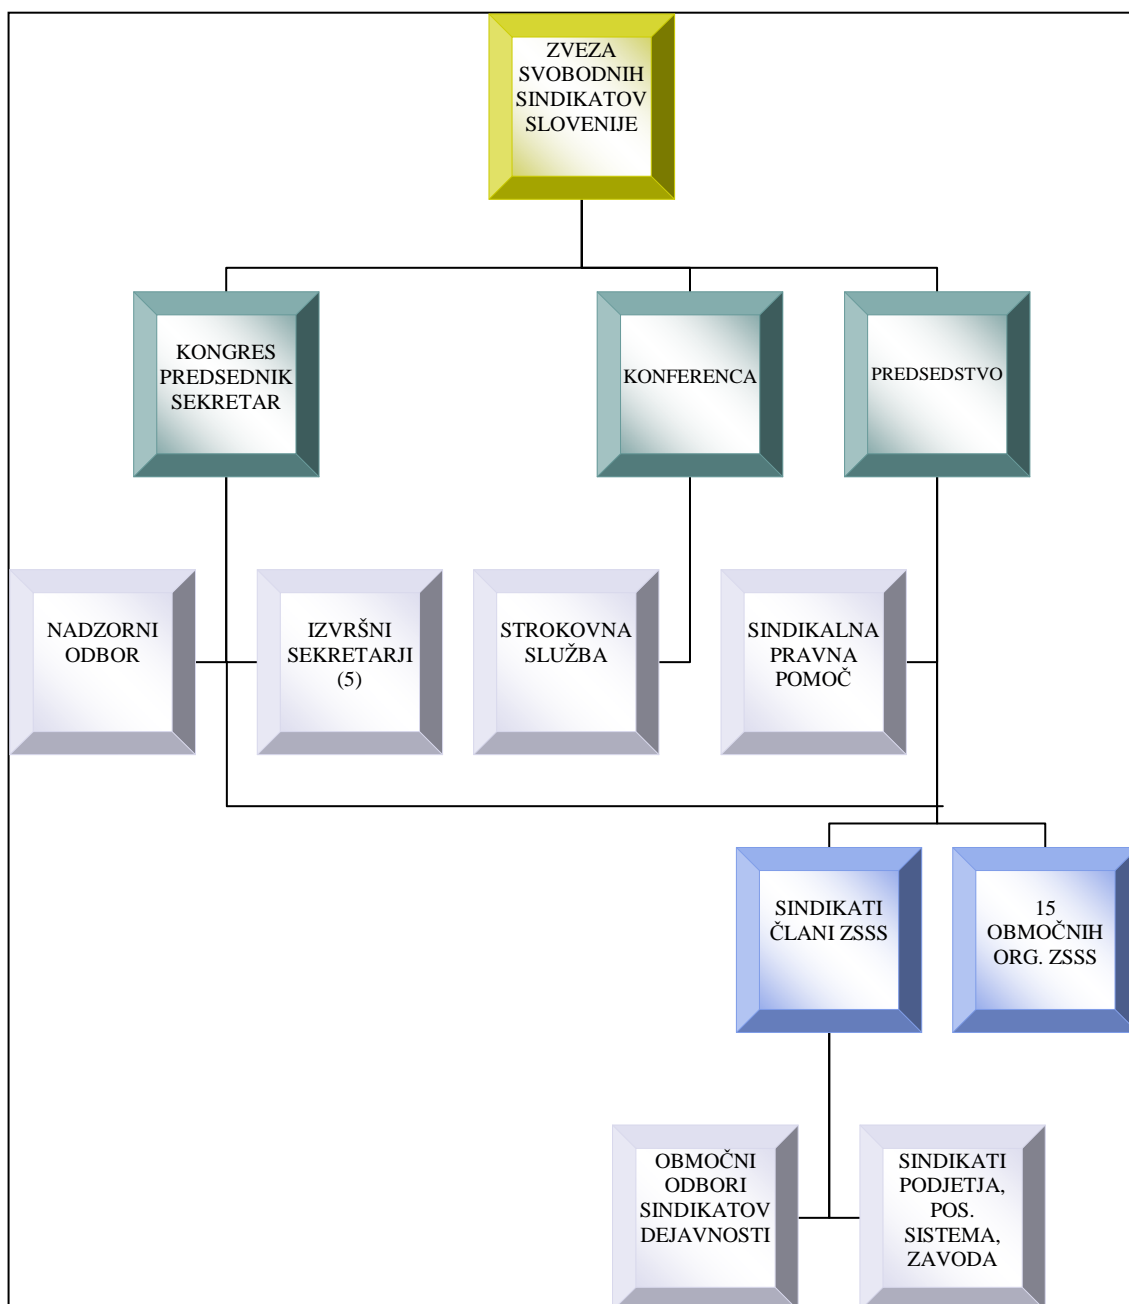 ZVEZA
SVOBODNIH
SINDIKATOV
SLOVENIJE
KONGRES
PREDSEDNIK
SEKRETAR
KONFERENCA
PREDSEDSTVO
NADZORNI
ODBOR
IZVRŠNI
SEKRETARJI
(5)
STROKOVNA
SLUŽBA
SINDIKALNA
PRAVNA
POMOČ
SINDIKATI
ČLANI ZSSS
15
OBMOČNIH
ORG. ZSSS
OBMOČNI
ODBORI
SINDIKATOV
DEJAVNOSTI
SINDIKATI
PODJETJA,
POS.
SISTEMA,
ZAVODA